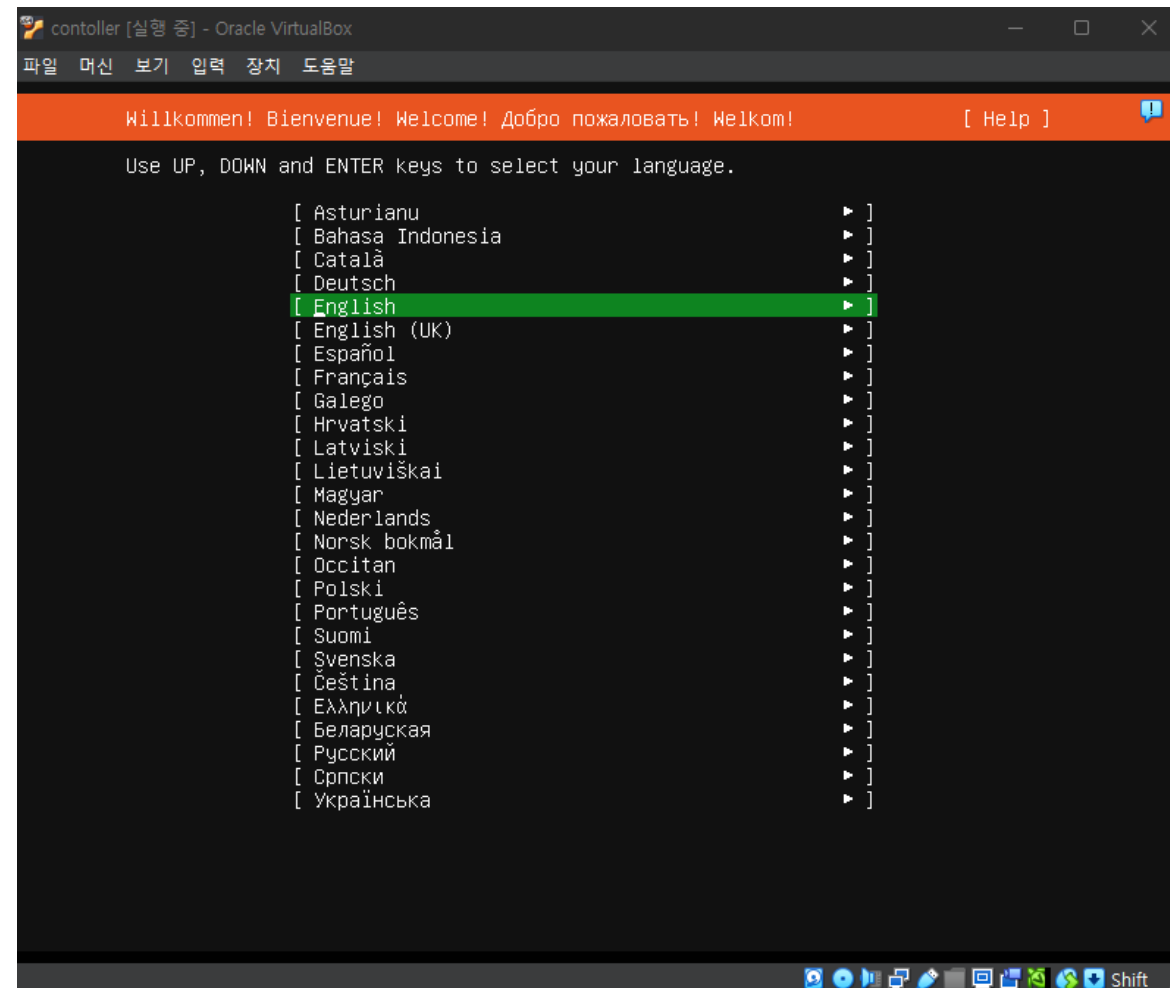 contoller [실행 중] - Oracle VirtualBox
파일 머신 보기 입력 장치 도움말
Willkommen! Bienvenue! Welcome! Добро пожаловать! Welkom! [ Help ]
Use UP, DOWN and ENTER keys to select your language.
[ Asturianu ► ]
[ Bahasa Indonesia ► ]
[ Català ► ]
[ Deutsch ► ]
[ English ► ]
[ English (UK) ► ]
[ Español ► ]
[ Français ► ]
[ Galego ► ]
[ Hrvatski ► ]
[ Latviski ► ]
[ Lietuviškai ► ]
[ Magyar ► ]
[ Nederlands ► ]
[ Norsk bokmål ► ]
[ Occitan ► ]
[ Polski ► ]
[ Português ► ]
[ Suomi ► ]
[ Svenska ► ]
[ Čeština ► ]
[ Ελληνικά ► ]
[ Беларуская ► ]
[ Русский ► ]
[ Српски ► ]
[ Українська ► ]
Shift